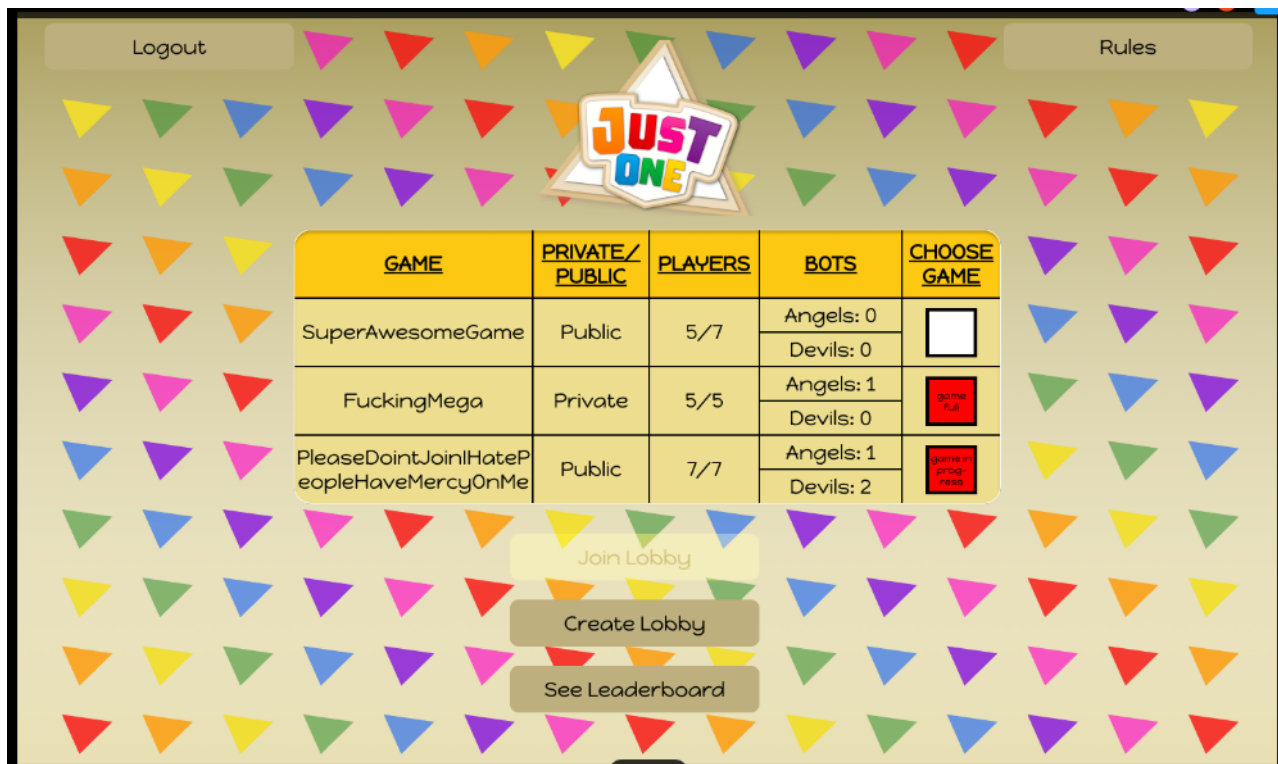 Logout
Rules
JUST
ONE
GAME
PRIVATE/
PUBLIC
PLAYERS
BOTS
CHOOSE
GAME
SuperAwesomeGame
Public
5/7
Angels: 0
Devils: 0
FuckingMega
Private
5/5
Angels: 1
Devils: 0
game
full
PleaseDointJoinIHateP
eopleHaveMercyOnMe
Public
7/7
Angels: 1
Devils: 2
game in
prog-
ress
Join Lobby
Create Lobby
See Leaderboard